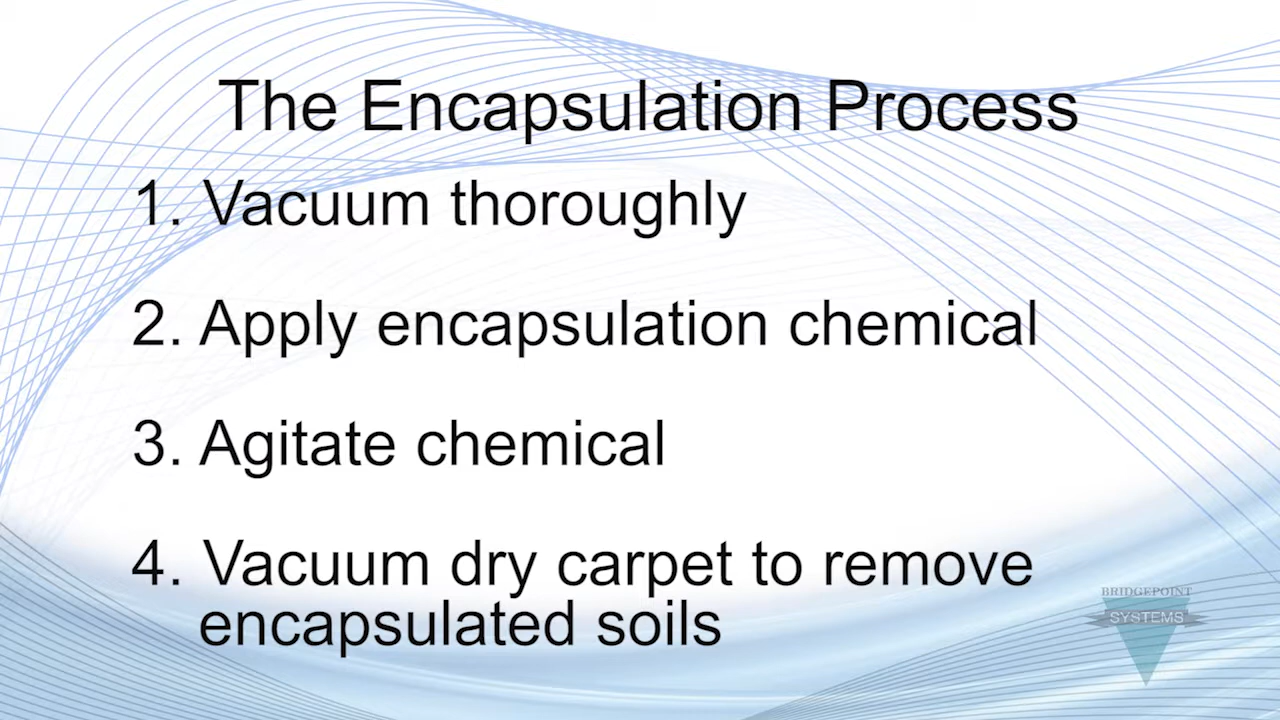 The Encapsulation Process
1. Vacuum thoroughly
2. Apply encapsulation chemical
3. Agitate chemical
4. Vacuum dry carpet to remove
encapsulated soils
BRIDGEPOINT
SYSTEMS